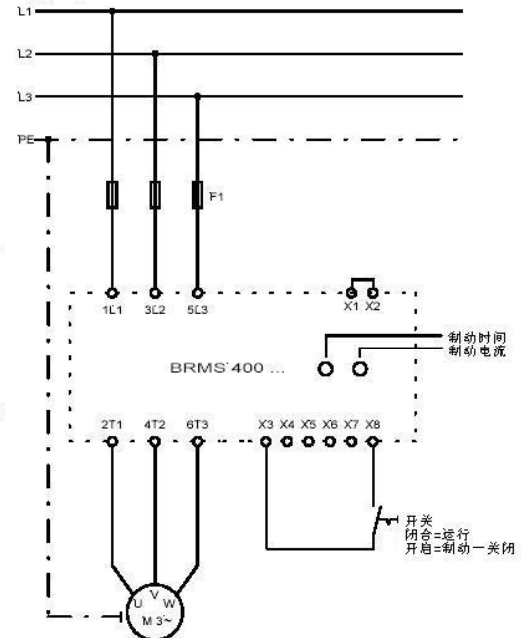 L1
L2
L3
PE
F1
1L1 3L2 5L3 X1 X2
制动时间
制动电流
BRMS 400 ...
2T1 4T2 6T3 X3 X4 X5 X6 X7 X8
开关
闭合=运行
开启=制动一关闭
U V W
M 3~